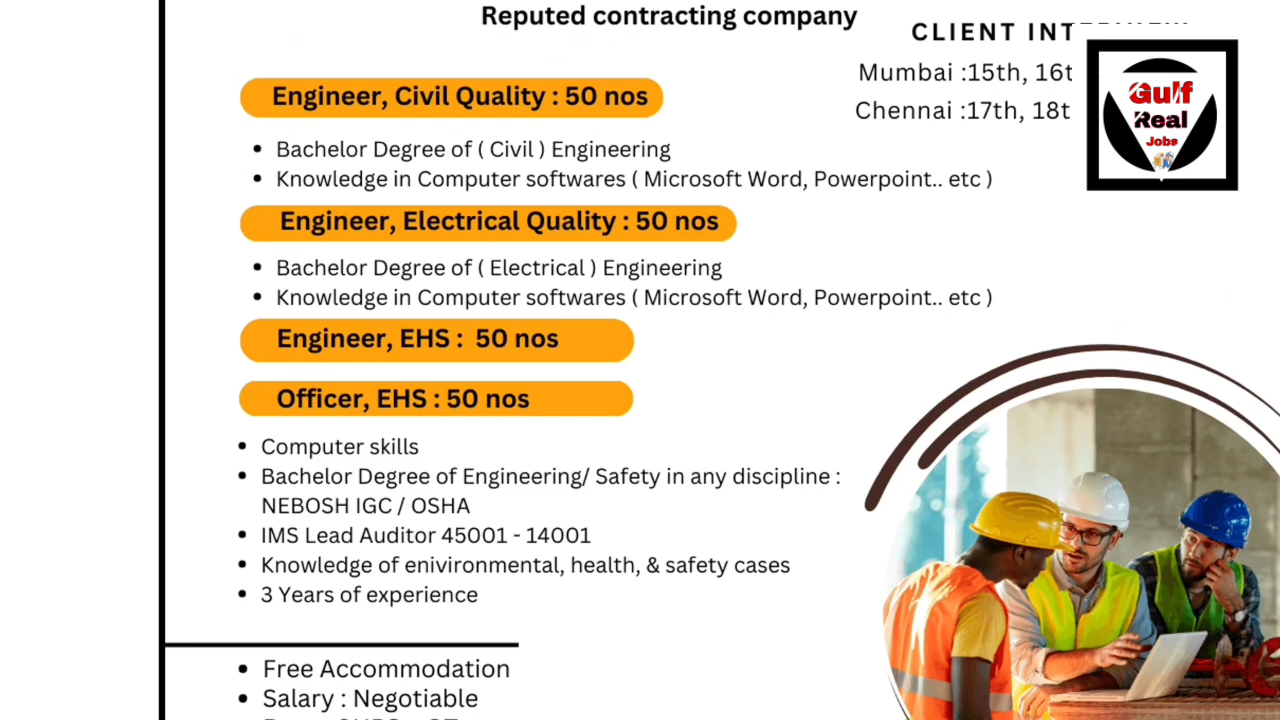 Reputed contracting company
CLIENT
Mumbai :15th,
Chennai :17th,
Gulf
Real
Jobs
Engineer, Civil Quality : 50 nos
Bachelor Degree of ( Civil ) Engineering
Knowledge in Computer softwares ( Microsoft Word, Powerpoint.. etc )
Engineer, Electrical Quality : 50 nos
Bachelor Degree of ( Electrical ) Engineering
Knowledge in Computer softwares ( Microsoft Word, Powerpoint.. etc )
Engineer, EHS : 50 nos
Officer, EHS : 50 nos
Computer skills
Bachelor Degree of Engineering/ Safety in any discipline :
NEBOSH IGC / OSHA
IMS Lead Auditor 45001 - 14001
Knowledge of enivironmental, health, & safety cases
3 Years of experience
Free Accommodation
Salary : Negotiable